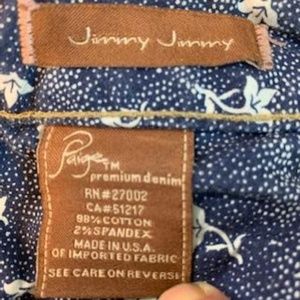 Jimmy Jimmy
Paige™
premium denim
RN#27002
CA#51217
98% COTTON
2% SPANDEX
MADE IN U.S.A.
OF IMPORTED FABRIC
SEE CARE ON REVERSE